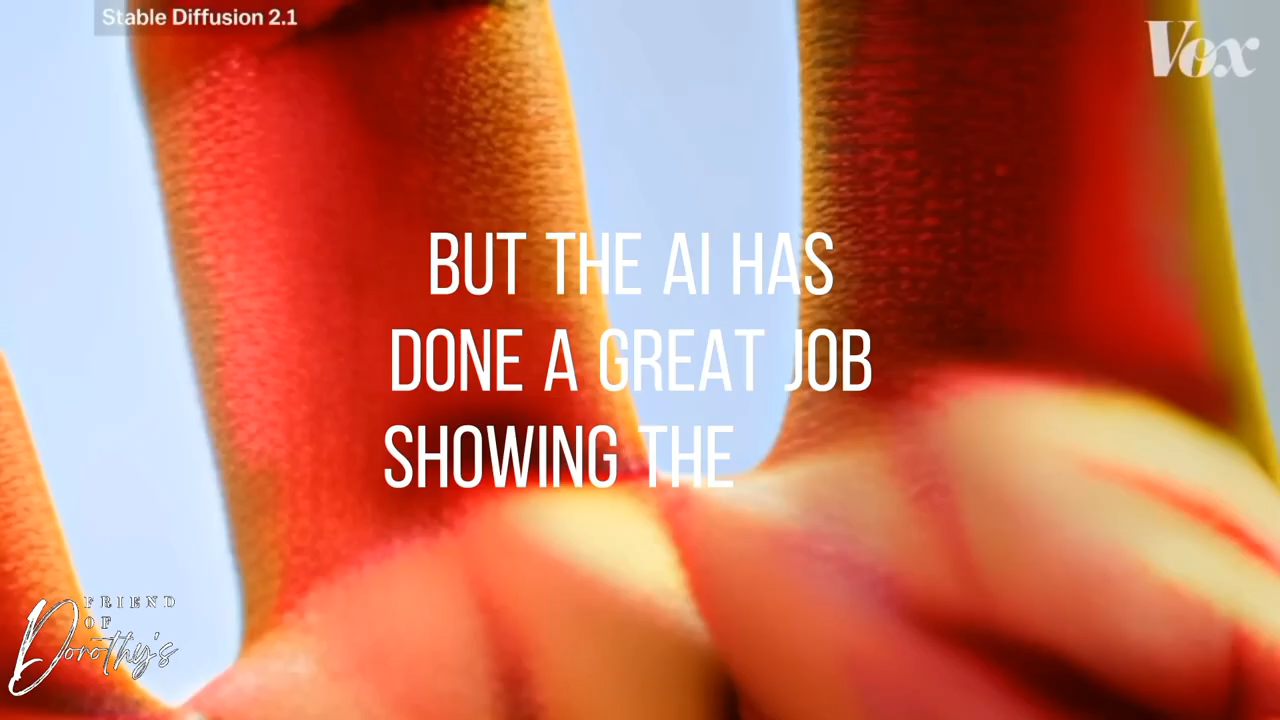 Stable Diffusion 2.1
Vox
BUT THE AI HAS
DONE A GREAT JOB
SHOWING THE
FRIEND
OF
Dorothy's